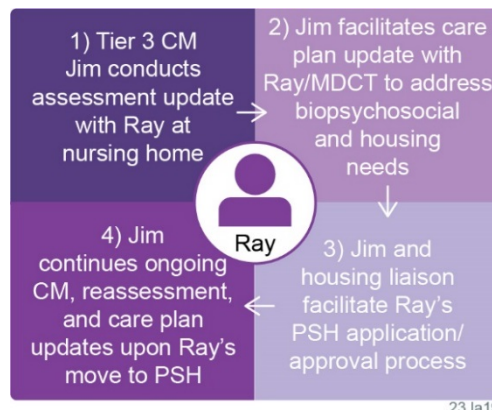 1) Tier 3 CM
Jim conducts
assessment update
with Ray at
nursing home
2) Jim facilitates care
plan update with
Ray/MDCT to address
biopsychosocial
and housing
needs
Ray
3) Jim and
housing liaison
facilitate Ray's
PSH application/
approval process
4) Jim
continues ongoing
CM, reassessment,
and care plan
updates upon Ray's
move to PSH